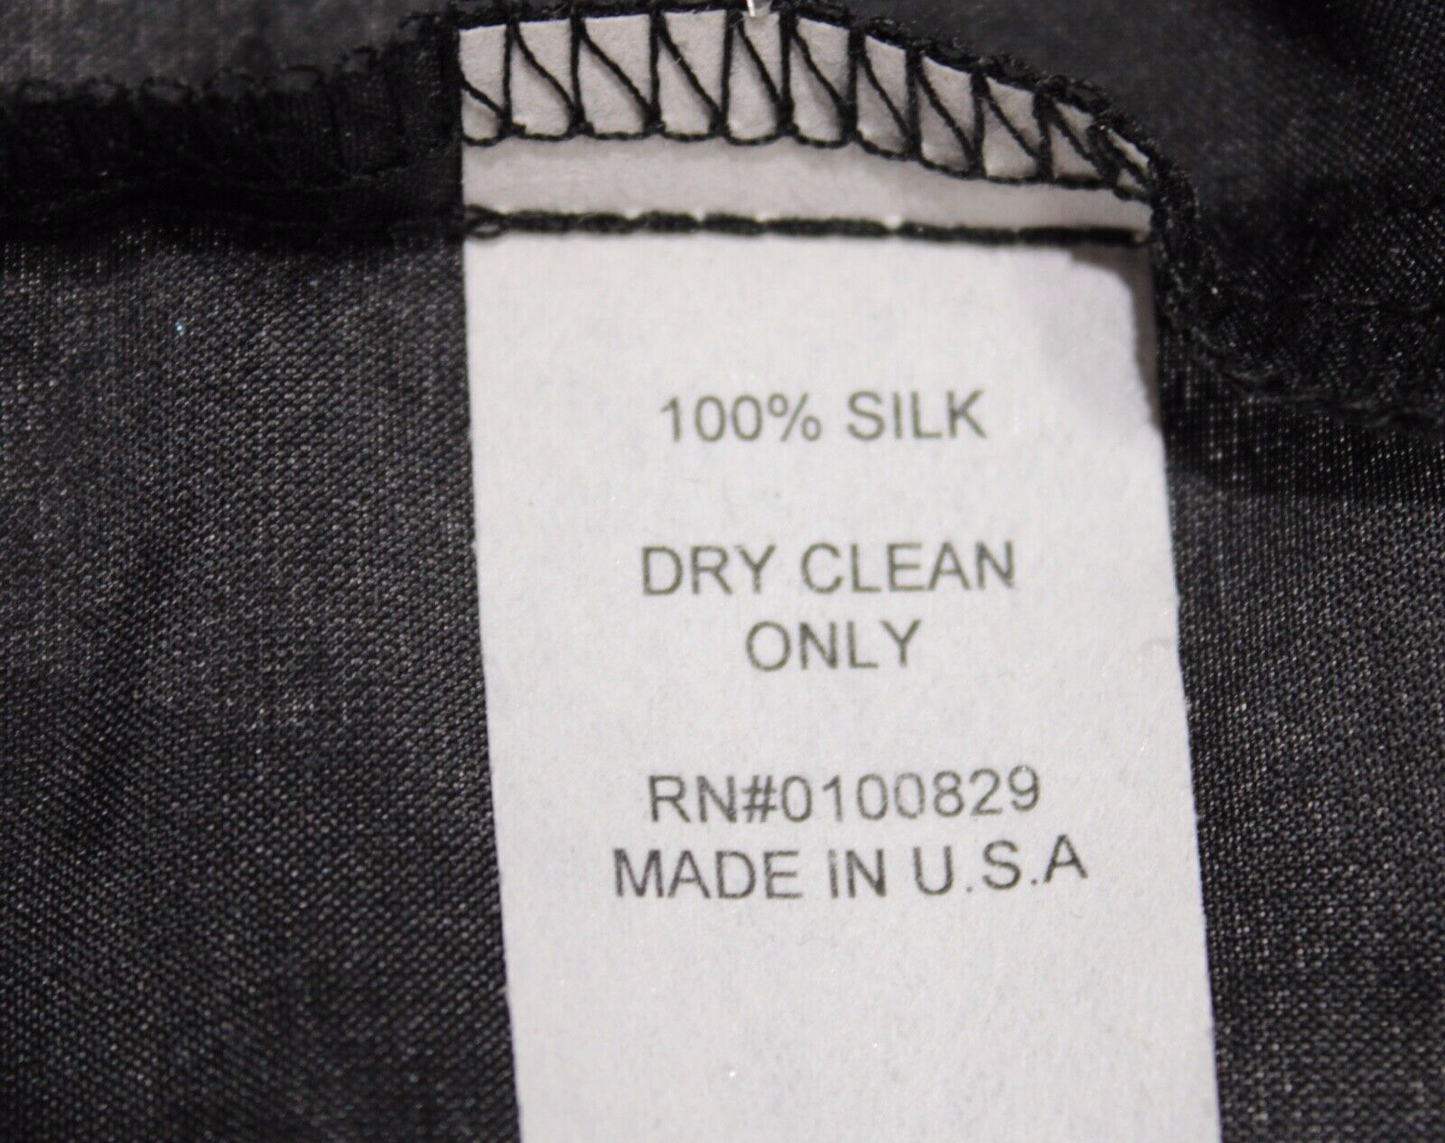 100% SILK
DRY CLEAN
ONLY
RN#0100829
MADE IN U.S.A